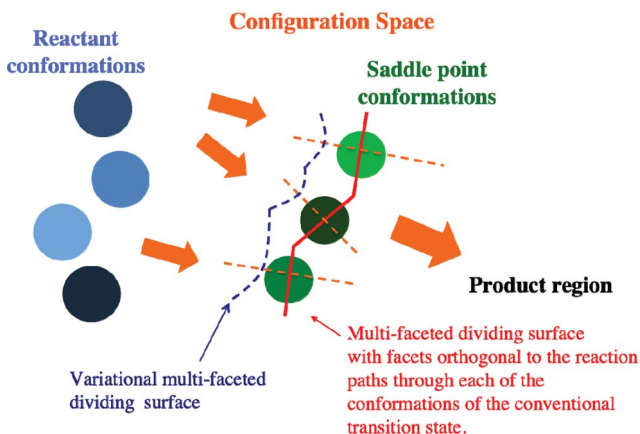 Configuration Space
Reactant
conformations
Saddle point
conformations
Product region
Variational multi-faceted
dividing surface
Multi-faceted dividing surface
with facets orthogonal to the reaction
paths through each of the
conformations of the conventional
transition state.